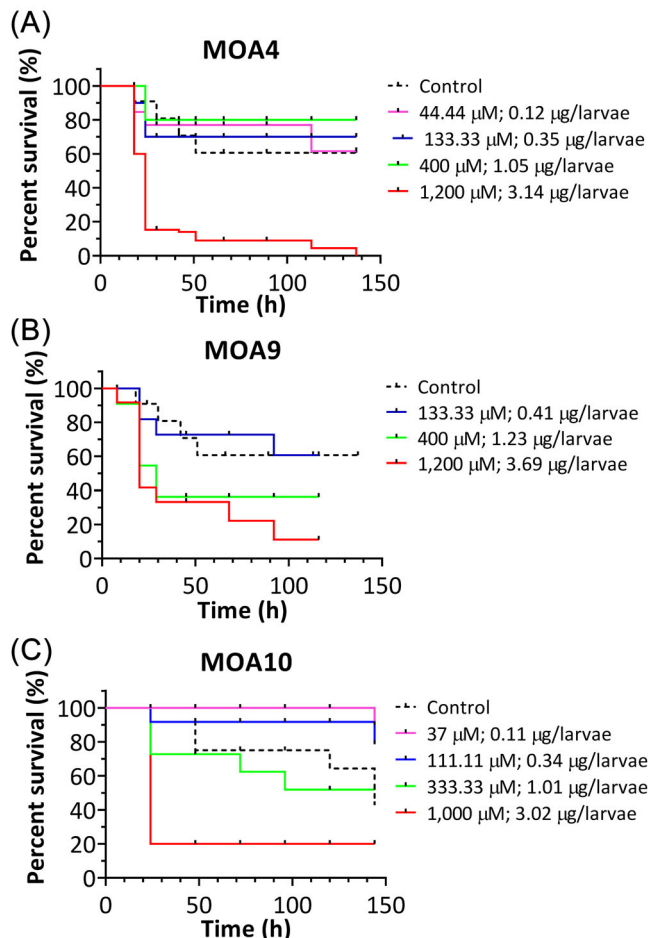 (A)
MOA4
Percent survival (%)
100
80
60
40
20
0
0 50 100 150
Time (h)
Control
44.44 µM; 0.12 µg/larvae
133.33 µM; 0.35 µg/larvae
400 µM; 1.05 µg/larvae
1,200 µM; 3.14 µg/larvae
(B)
MOA9
Percent survival (%)
100
80
60
40
20
0
0 50 100 150
Time (h)
Control
133.33 µM; 0.41 µg/larvae
400 µM; 1.23 µg/larvae
1,200 µM; 3.69 µg/larvae
(C)
MOA10
Percent survival (%)
100
80
60
40
20
0
0 50 100 150
Time (h)
Control
37 µM; 0.11 µg/larvae
111.11 µM; 0.34 µg/larvae
333.33 µM; 1.01 µg/larvae
1,000 µM; 3.02 µg/larvae